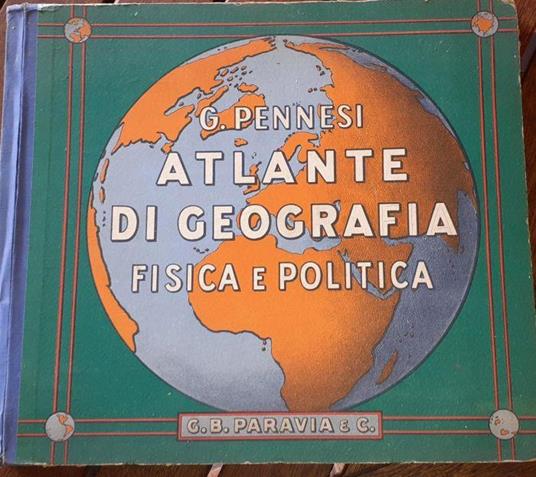 G. PENNESI
ATLANTE
DI GEOGRAFIA
FISICA E POLITICA
G. B. PARAVIA & C.